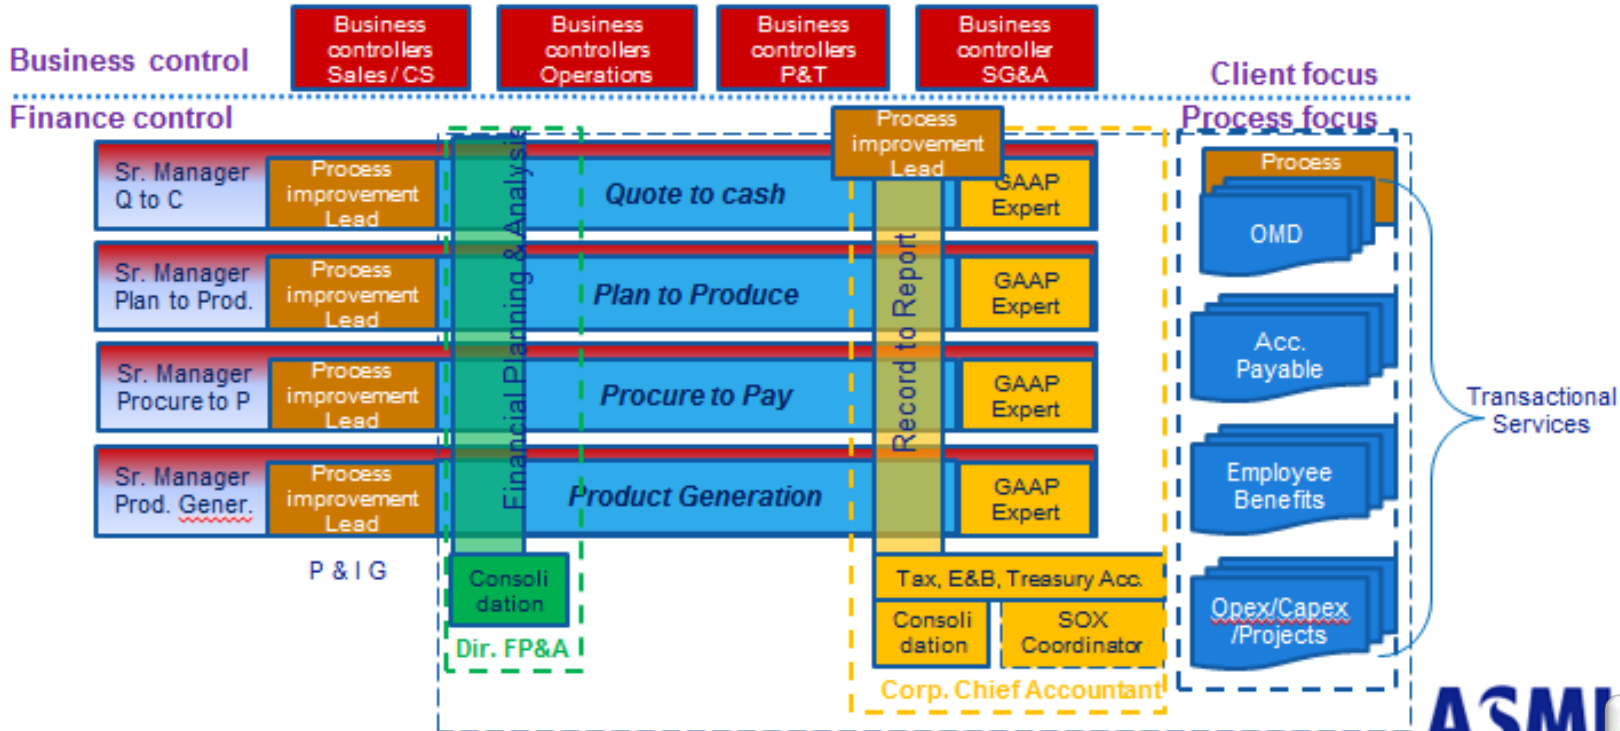 Business
controllers
Sales / CS
Business
controllers
Operations
Business
controllers
P&T
Business
controller
SG&A
Business control
Client focus
Finance control
Process focus
Process
improvement
Lead
Sr. Manager
Q to C
Process
improvement
Lead
Quote to cash
GAAP
Expert
Sr. Manager
Plan to Prod.
Process
improvement
Lead
Plan to Produce
GAAP
Expert
Sr. Manager
Procure to P
Process
improvement
Lead
Procure to Pay
GAAP
Expert
Sr. Manager
Prod. Gener.
Process
improvement
Lead
Product Generation
GAAP
Expert
Financial Planning & Analysis
Record to Report
P & I G
Consoli
dation
Dir. FP&A
Tax, E&B, Treasury Acc.
Consoli
dation
SOX
Coordinator
Corp. Chief Accountant
Process
OMD
Acc.
Payable
Employee
Benefits
Opex/Capex
/Projects
Transactional
Services
ASML